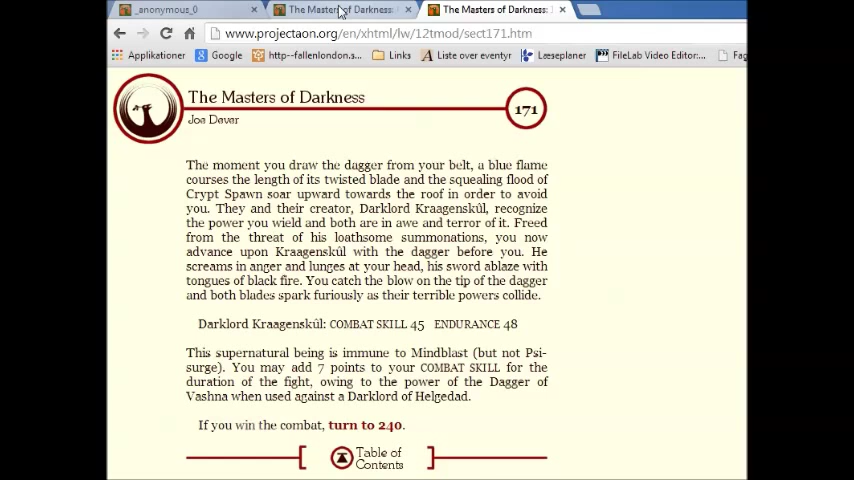 _anonymous_0
The Masters of Darkness:
The Masters of Darkness:
www.projectaon.org/en/xhtml/lw/12tmod/sect171.htm
Applikationer
Google
http--fallenlondon.s...
Links
Liste over eventyr
Læseplaner
FileLab Video Editor:...
Fag
The Masters of Darkness
171
Joe Dever
The moment you draw the dagger from your belt, a blue flame
courses the length of its twisted blade and the squealing flood of
Crypt Spawn soar upward towards the roof in order to avoid
you. They and their creator, Darklord Kraagenskûl, recognize
the power you wield and both are in awe and terror of it. Freed
from the threat of his loathsome summonations, you now
advance upon Kraagenskûl with the dagger before you. He
screams in anger and lunges at your head, his sword ablaze with
tongues of black fire. You catch the blow on the tip of the dagger
and both blades spark furiously as their terrible powers collide.
Darklord Kraagenskûl: COMBAT SKILL 45 ENDURANCE 48
This supernatural being is immune to Mindblast (but not Psi-
surge). You may add 7 points to your COMBAT SKILL for the
duration of the fight, owing to the power of the Dagger of
Vashna when used against a Darklord of Helgedad.
If you win the combat, turn to 240.
Table of
Contents